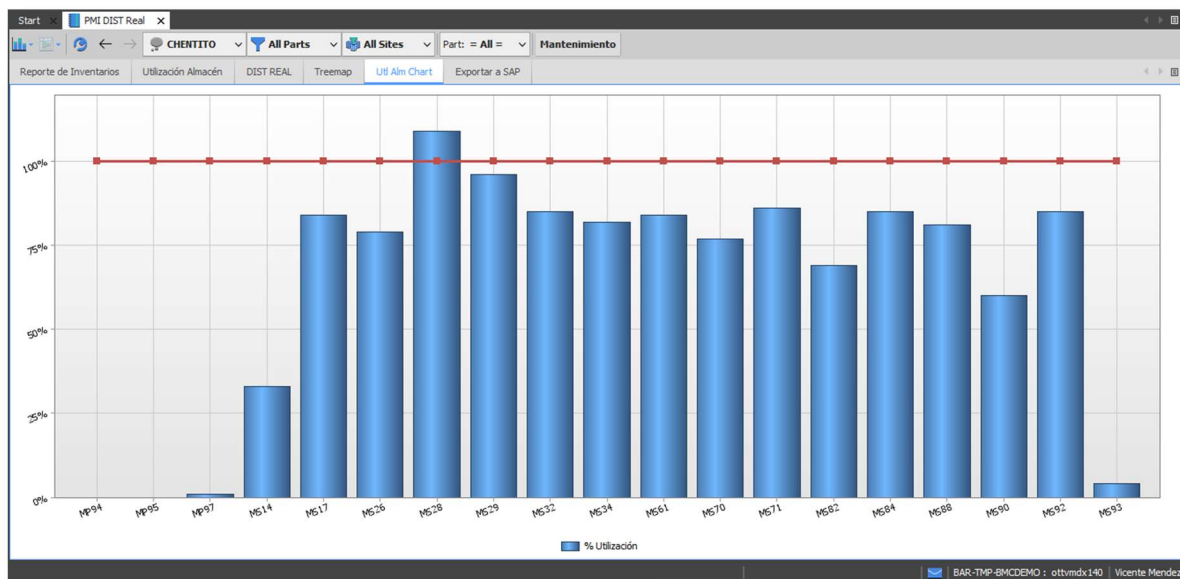 Start
PMI DIST Real
CHENTITO All Parts All Sites Part: = All = Mantenimiento
Reporte de Inventarios Utilización Almacén DIST REAL Treemap Utl Alm Chart Exportar a SAP
100%
75%
50%
25%
0%
MP94 MP95 MP97 MS14 MS17 MS26 MS28 MS29 MS32 MS34 MS61 MS70 MS71 MS82 MS84 MS88 MS90 MS92 MS93
% Utilización
BAR-TMP-BMCDEMO : ottvmdx140 Vicente Mendez